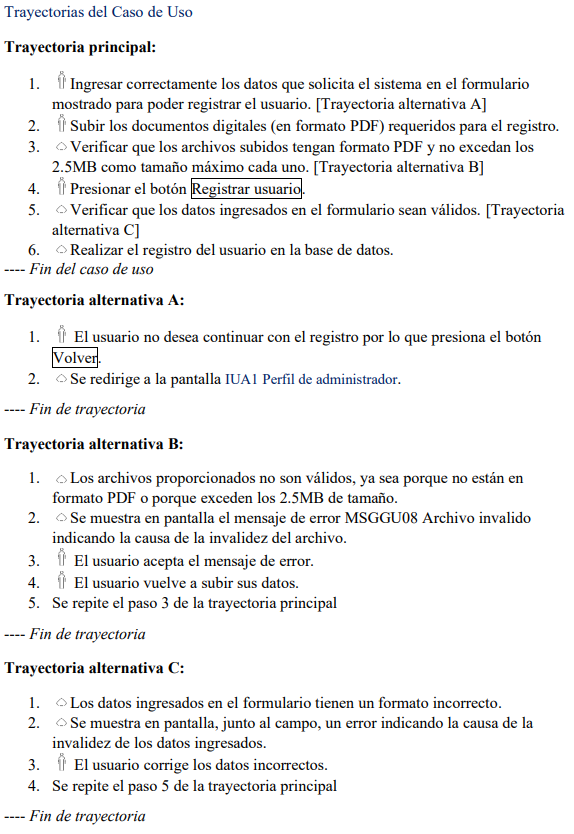 Trayectorias del Caso de Uso
Trayectoria principal:
1. Ingresar correctamente los datos que solicita el sistema en el formulario
mostrado para poder registrar el usuario. [Trayectoria alternativa A]
2. Subir los documentos digitales (en formato PDF) requeridos para el registro.
3. Verificar que los archivos subidos tengan formato PDF y no excedan los
2.5MB como tamaño máximo cada uno. [Trayectoria alternativa B]
4. Presionar el botón Registrar usuario.
5. Verificar que los datos ingresados en el formulario sean válidos. [Trayectoria
alternativa C]
6. Realizar el registro del usuario en la base de datos.
---- Fin del caso de uso
Trayectoria alternativa A:
1. El usuario no desea continuar con el registro por lo que presiona el botón
Volver.
2. Se redirige a la pantalla IUA1 Perfil de administrador.
---- Fin de trayectoria
Trayectoria alternativa B:
1. Los archivos proporcionados no son válidos, ya sea porque no están en
formato PDF o porque exceden los 2.5MB de tamaño.
2. Se muestra en pantalla el mensaje de error MSGGU08 Archivo invalido
indicando la causa de la invalidez del archivo.
3. El usuario acepta el mensaje de error.
4. El usuario vuelve a subir sus datos.
5. Se repite el paso 3 de la trayectoria principal
---- Fin de trayectoria
Trayectoria alternativa C:
1. Los datos ingresados en el formulario tienen un formato incorrecto.
2. Se muestra en pantalla, junto al campo, un error indicando la causa de la
invalidez de los datos ingresados.
3. El usuario corrige los datos incorrectos.
4. Se repite el paso 5 de la trayectoria principal
---- Fin de trayectoria